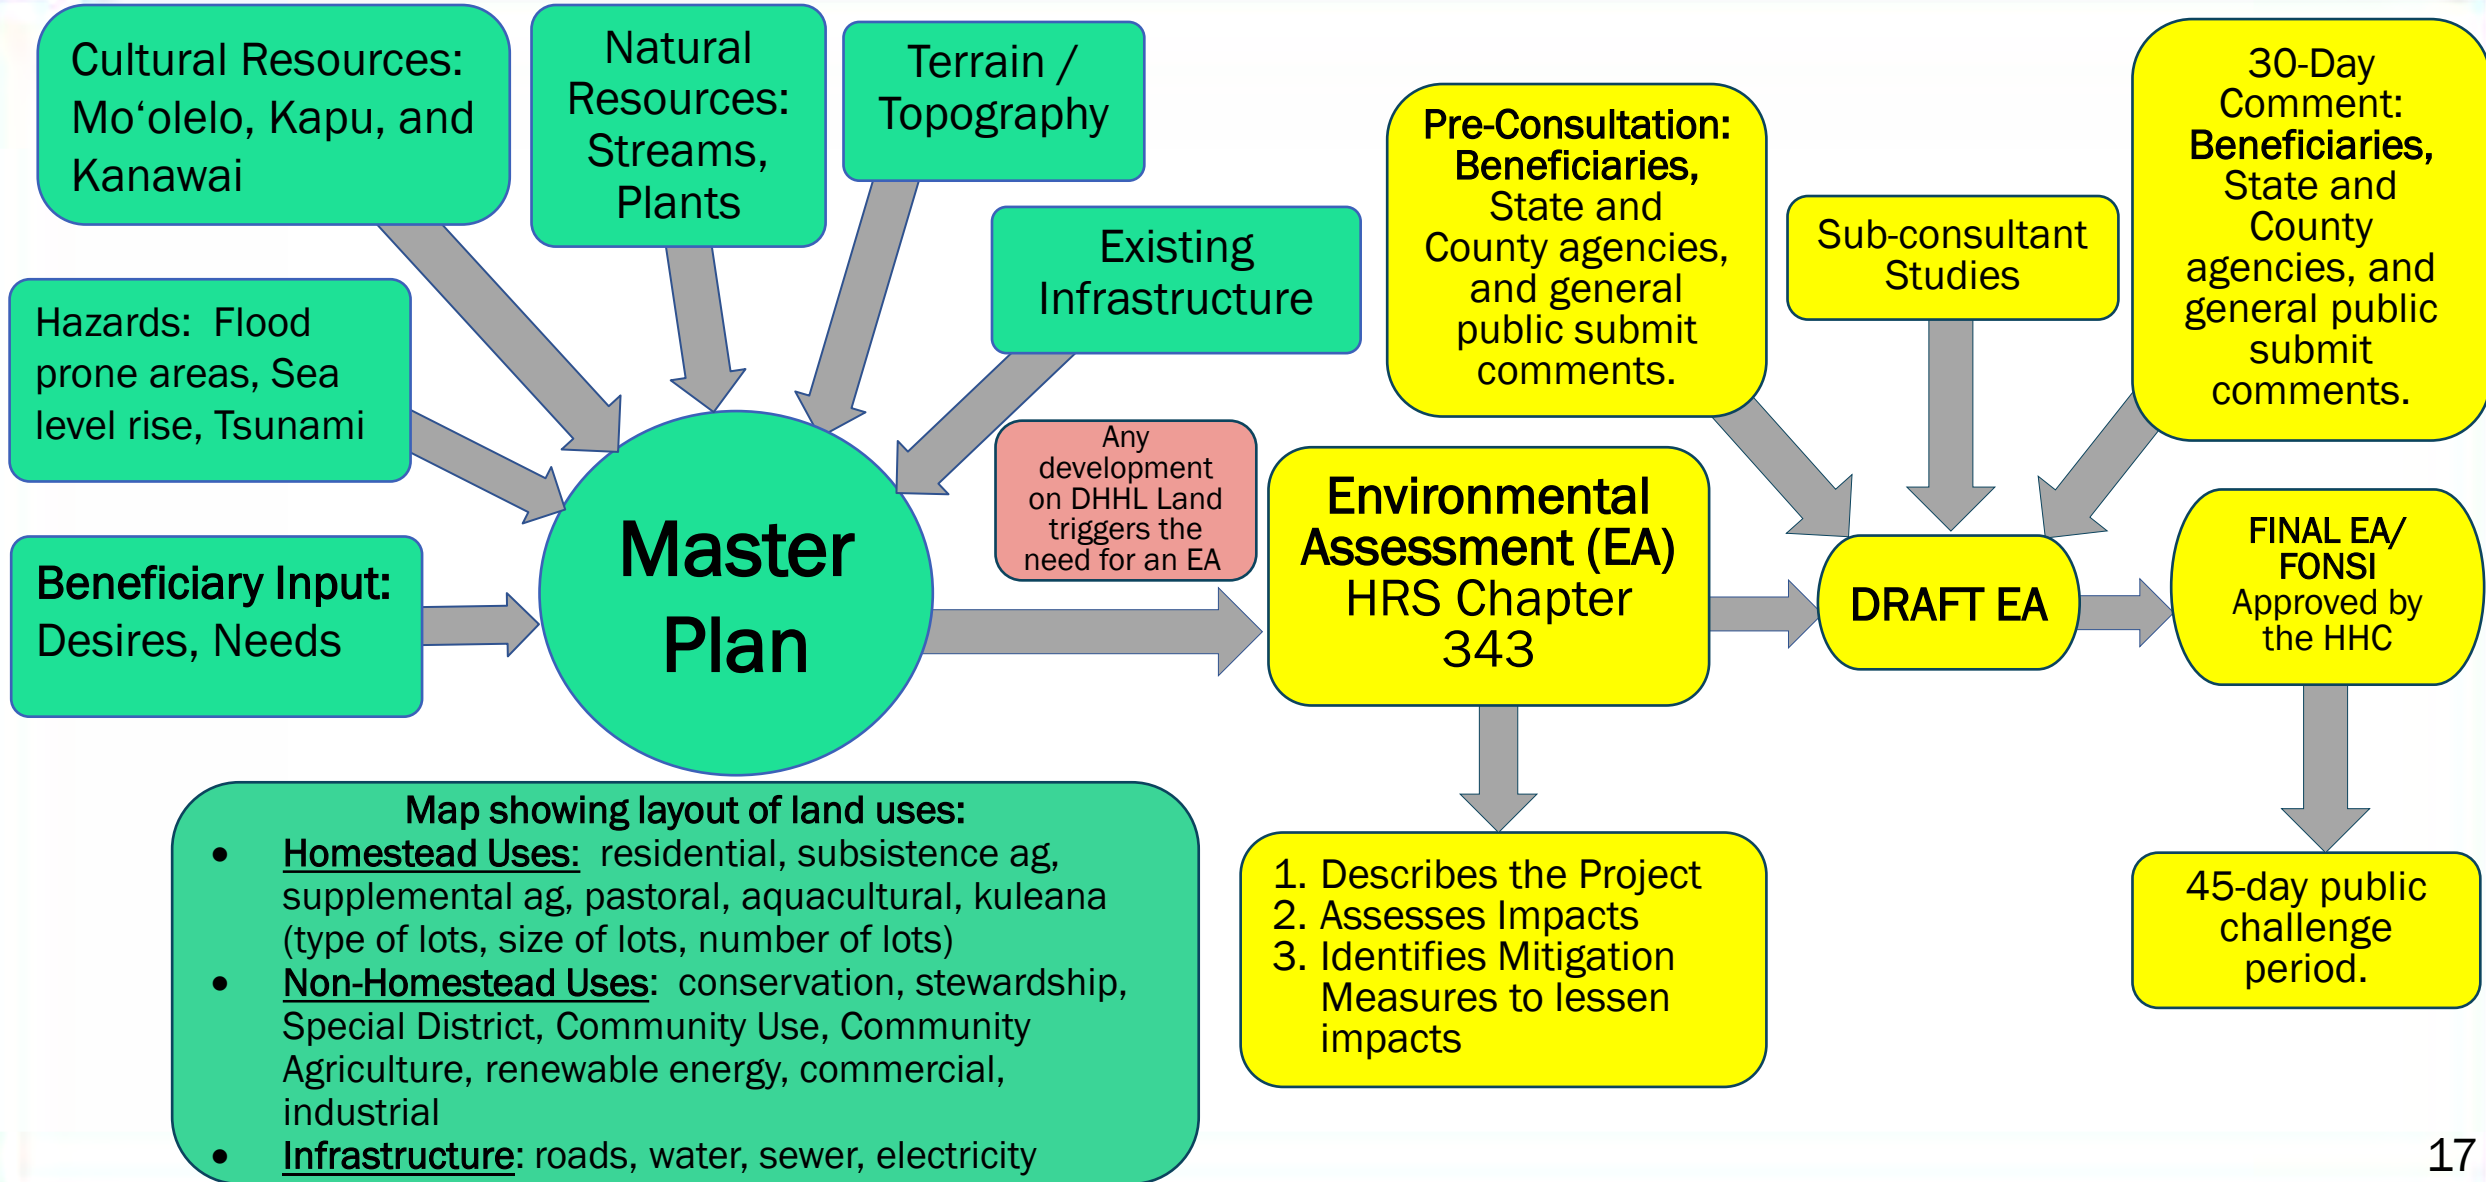 Cultural Resources:
Mo‘olelo, Kapu, and
Kanawai
Natural
Resources:
Streams,
Plants
Terrain /
Topography
Existing
Infrastructure
Hazards:  Flood
prone areas, Sea
level rise, Tsunami
Beneficiary Input:
Desires, Needs
Master
Plan
Any
development
on DHHL Land
triggers the
need for an EA
Pre-Consultation:
Beneficiaries,
State and
County agencies,
and general
public submit
comments.
Sub-consultant
Studies
30-Day
Comment:
Beneficiaries,
State and
County
agencies, and
general public
submit
comments.
Environmental
Assessment (EA)
HRS Chapter
343
DRAFT EA
FINAL EA/
FONSI
Approved by
the HHC
Map showing layout of land uses:
• Homestead Uses:  residential, subsistence ag,
supplemental ag, pastoral, aquacultural, kuleana
(type of lots, size of lots, number of lots)
• Non-Homestead Uses:  conservation, stewardship,
Special District, Community Use, Community
Agriculture, renewable energy, commercial,
industrial
• Infrastructure: roads, water, sewer, electricity
1. Describes the Project
2. Assesses Impacts
3. Identifies Mitigation
Measures to lessen
impacts
45-day public
challenge
period.
17